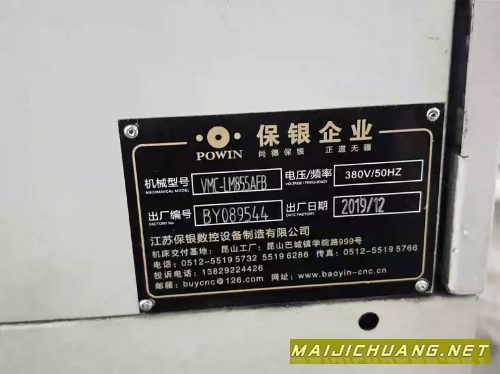 保银企业
POWIN
尚德保银 正道无疆
机械型号 VMC-LM855AEB 电压/频率 380V/50HZ
MECHANICAL MODEL VOLTAGE/FREQUENCY
出厂编号 BY089544 出厂日期 2019/12
FACTORY No DATE FACTORY
江苏保银数控设备制造有限公司
机床交付基地: 昆山工厂: 昆山巴城镇学院路999号
电话: 0512-5519 5732 5519 6286 传真: 0512-5519 5766
投诉电话: 13829224426
邮箱: buycnc@126.com 网址: www.baoyin-cnc.cn
MAIJICHUANG.NET